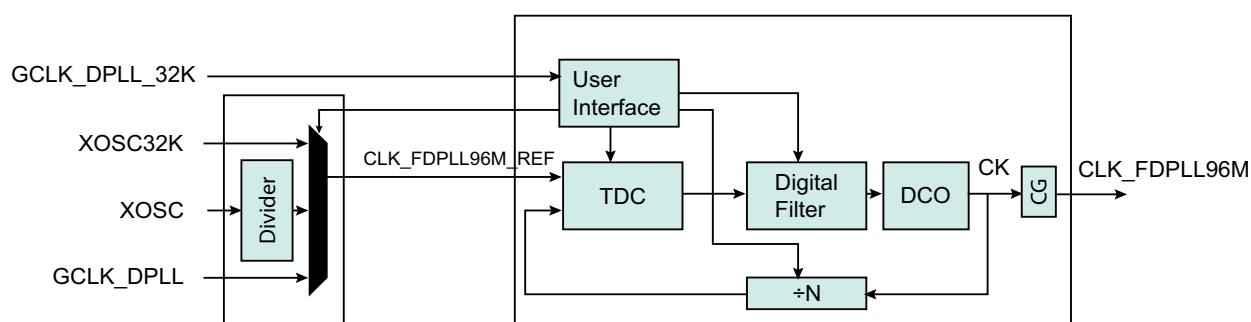 GCLK_DPLL_32K
User
Interface
XOSC32K
CLK_FDPLL96M_REF
XOSC
Divider
TDC
Digital
Filter
DCO
CK
CG
CLK_FDPLL96M
GCLK_DPLL
÷N